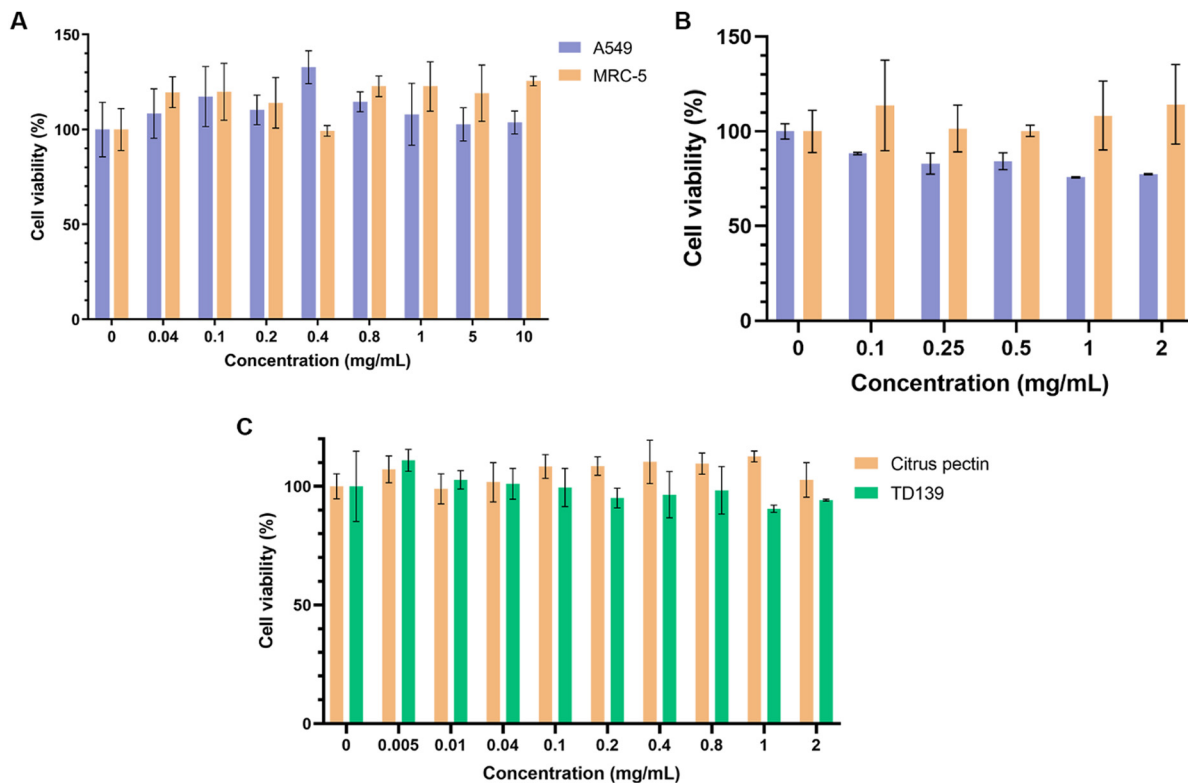 A
150
100
50
0
Cell viability (%)
0 0.04 0.1 0.2 0.4 0.8 1 5 10
Concentration (mg/mL)
A549
MRC-5
B
150
100
50
0
Cell viability (%)
0 0.1 0.25 0.5 1 2
Concentration (mg/mL)
C
100
50
0
Cell viability (%)
0 0.005 0.01 0.04 0.1 0.2 0.4 0.8 1 2
Concentration (mg/mL)
Citrus pectin
TD139